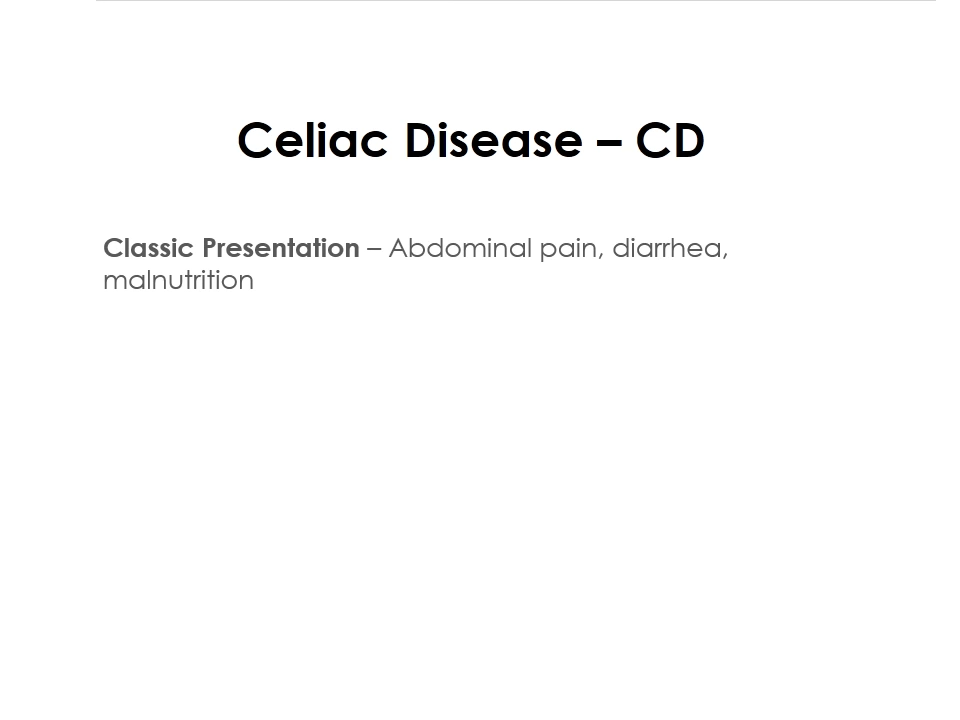 Celiac Disease – CD
Classic Presentation – Abdominal pain, diarrhea,
malnutrition